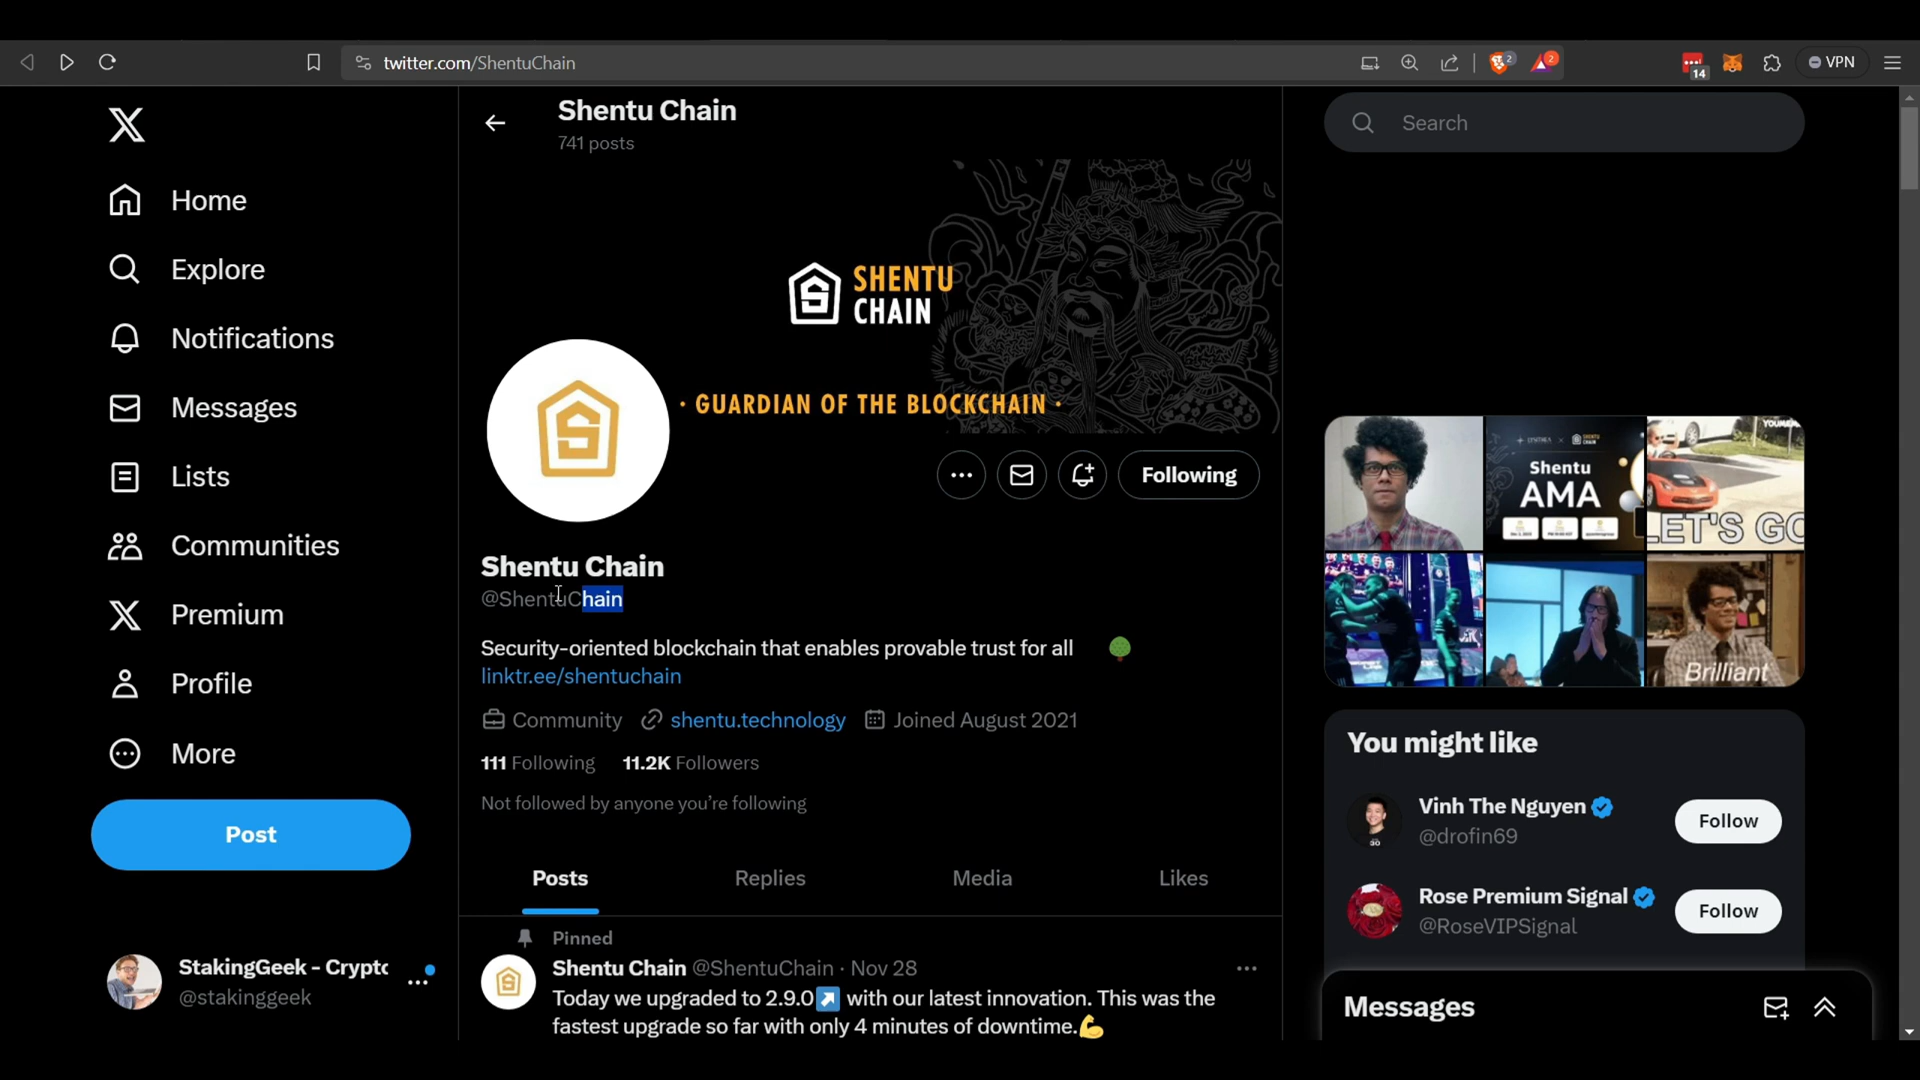 twitter.com/ShentuChain
2
2
14
VPN
Shentu Chain
741 posts
Search
Home
Explore
Notifications
Messages
Lists
Communities
Premium
Profile
More
Post
StakingGeek - Crypto
@stakinggeek
SHENTU
CHAIN
· GUARDIAN OF THE BLOCKCHAIN ·
Following
Shentu Chain
@ShentuChain
Security-oriented blockchain that enables provable trust for all
linktr.ee/shentuchain
Community shentu.technology Joined August 2021
111 Following 11.2K Followers
Not followed by anyone you're following
Posts Replies Media Likes
Pinned
Shentu Chain @ShentuChain · Nov 28
Today we upgraded to 2.9.0↗️ with our latest innovation. This was the
fastest upgrade so far with only 4 minutes of downtime.💪
SHENTU
CHAIN
Shentu
AMA
LET'S GO
Brilliant
You might like
Vinh The Nguyen
@drofin69
Follow
Rose Premium Signal
@RoseVIPSignal
Follow
Messages